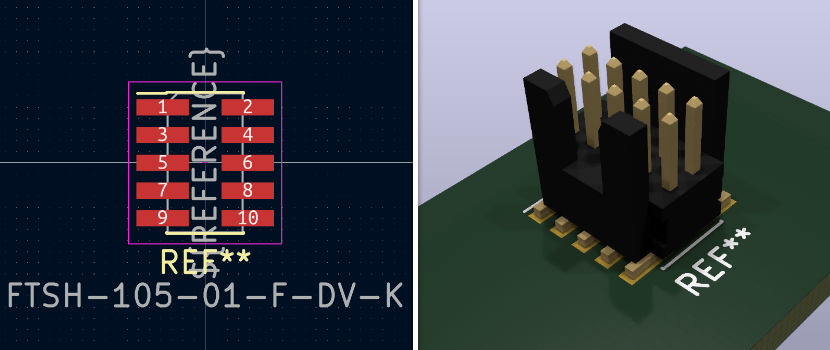 ${REFERENCE}
1 2
3 4
5 6
7 8
9 10
REF**
FTSH-105-01-F-DV-K
REF**